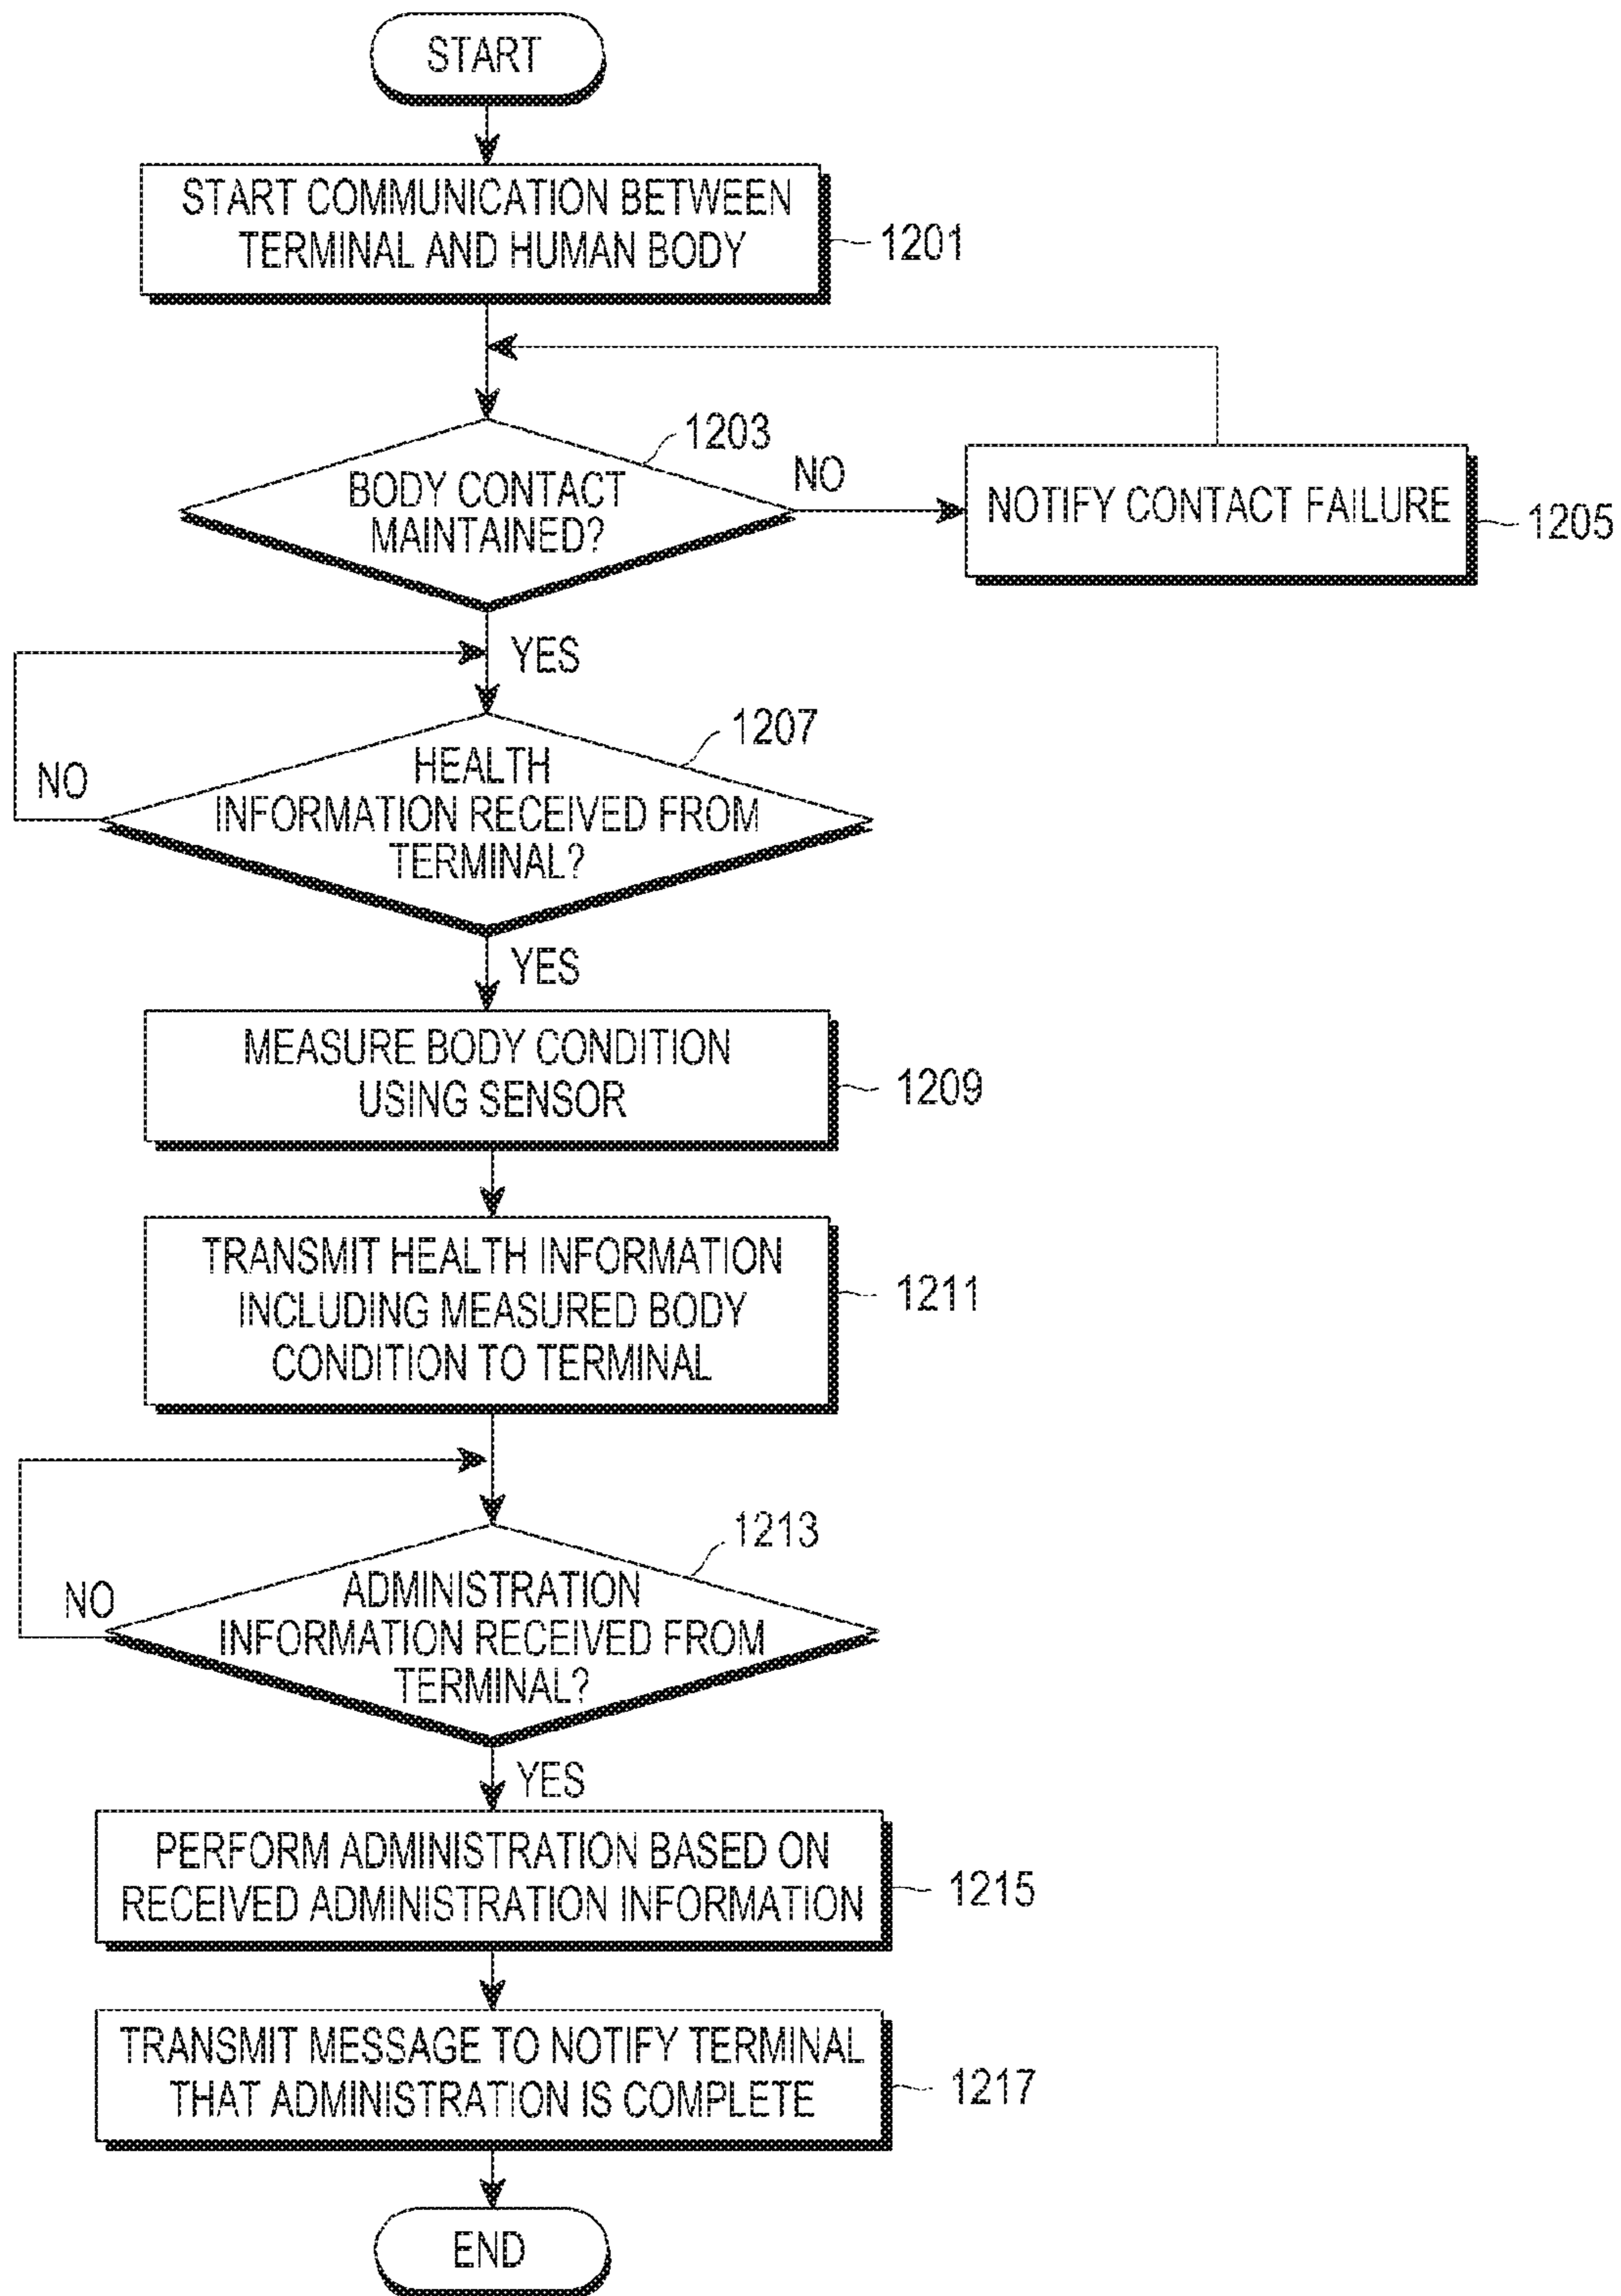 START
START COMMUNICATION BETWEEN
TERMINAL AND HUMAN BODY
1201
1203
BODY CONTACT
MAINTAINED?
NO
NOTIFY CONTACT FAILURE
1205
YES
1207
HEALTH
INFORMATION RECEIVED FROM
TERMINAL?
NO
YES
MEASURE BODY CONDITION
USING SENSOR
1209
TRANSMIT HEALTH INFORMATION
INCLUDING MEASURED BODY
CONDITION TO TERMINAL
1211
1213
ADMINISTRATION
INFORMATION RECEIVED FROM
TERMINAL?
NO
YES
PERFORM ADMINISTRATION BASED ON
RECEIVED ADMINISTRATION INFORMATION
1215
TRANSMIT MESSAGE TO NOTIFY TERMINAL
THAT ADMINISTRATION IS COMPLETE
1217
END